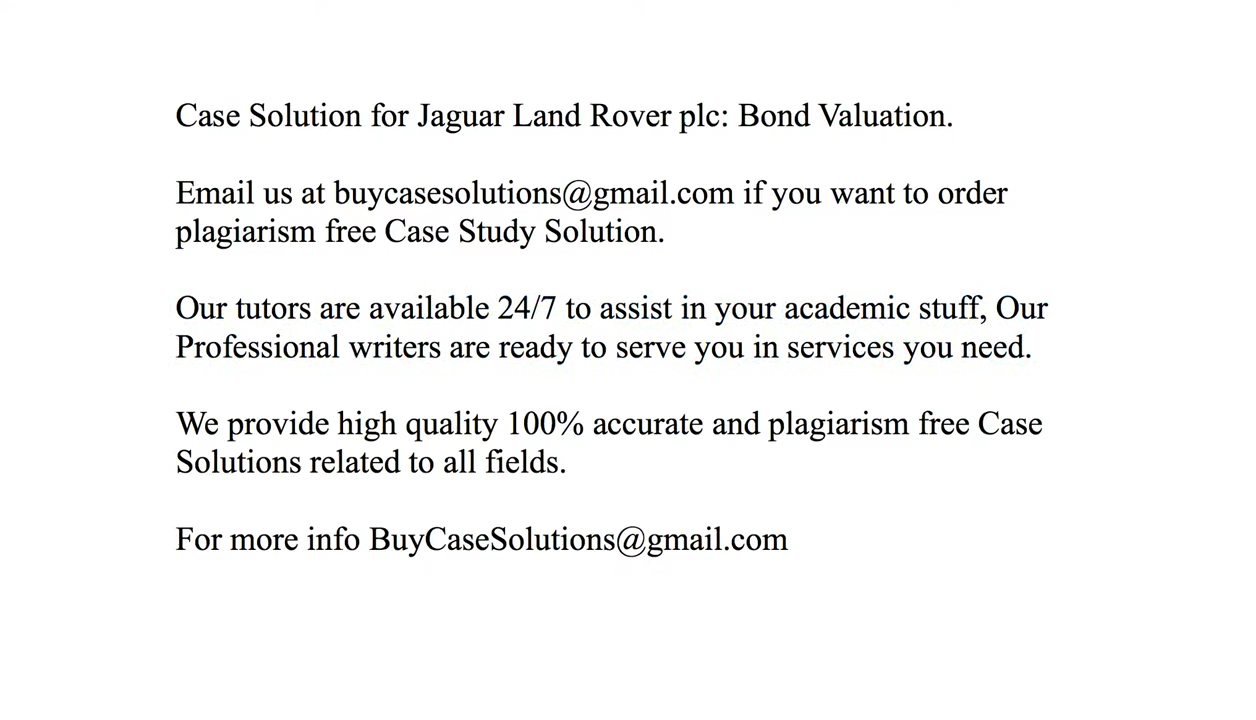 Case Solution for Jaguar Land Rover plc: Bond Valuation.
Email us at buycasesolutions@gmail.com if you want to order
plagiarism free Case Study Solution.
Our tutors are available 24/7 to assist in your academic stuff, Our
Professional writers are ready to serve you in services you need.
We provide high quality 100% accurate and plagiarism free Case
Solutions related to all fields.
For more info BuyCaseSolutions@gmail.com